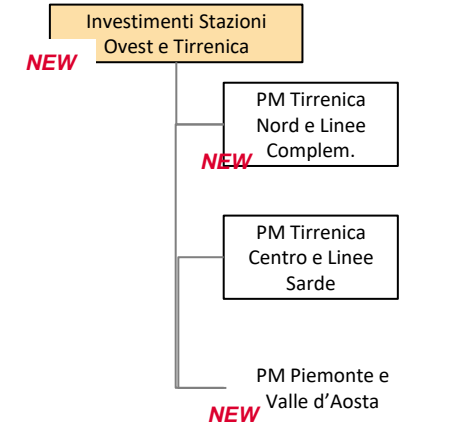 Investimenti Stazioni
Ovest e Tirrenica
NEW
PM Tirrenica
Nord e Linee
Complem.
NEW
PM Tirrenica
Centro e Linee
Sarde
PM Piemonte e
Valle d’Aosta
NEW